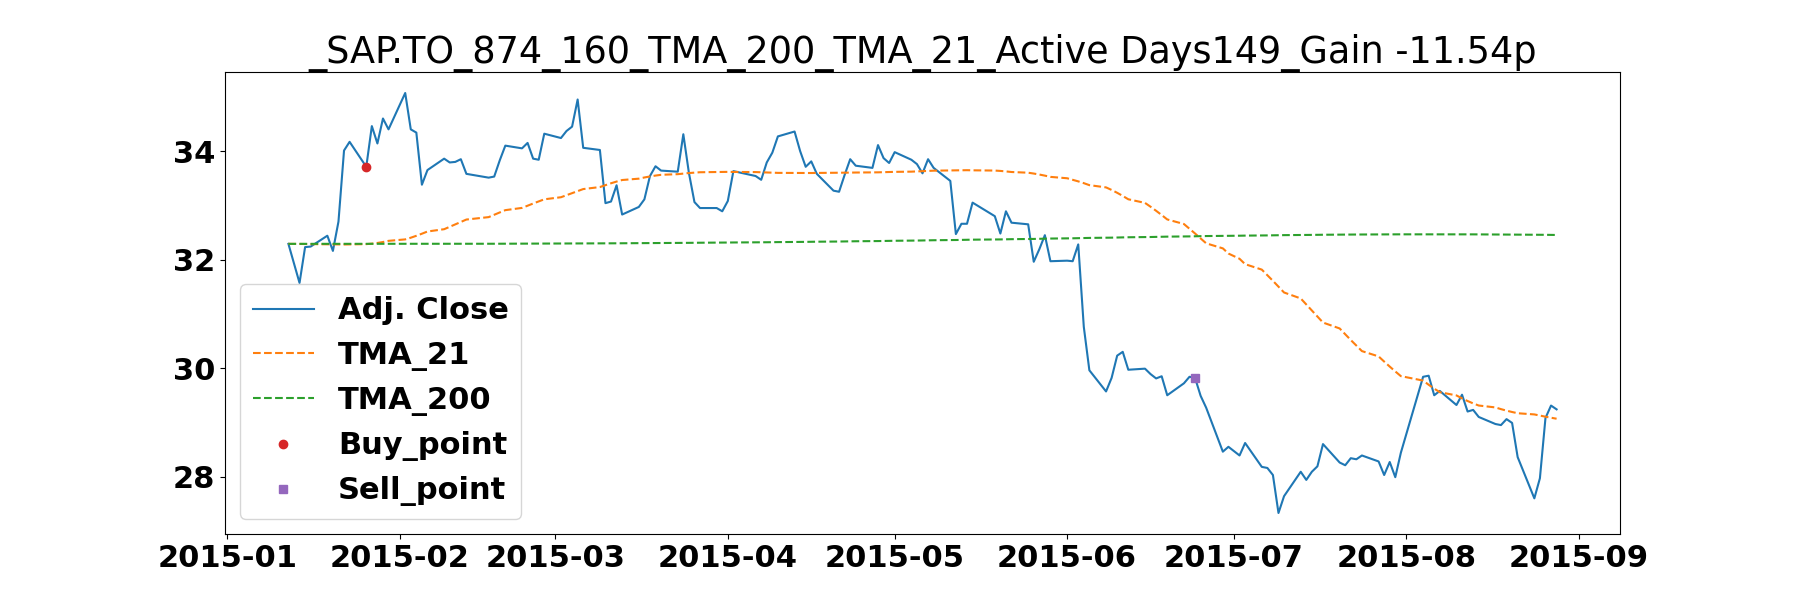 _SAP.TO_874_160_TMA_200_TMA_21_Active Days149_Gain -11.54p
34
32
30
28
Adj. Close
TMA_21
TMA_200
Buy_point
Sell_point
2015-01 2015-02 2015-03 2015-04 2015-05 2015-06 2015-07 2015-08 2015-09